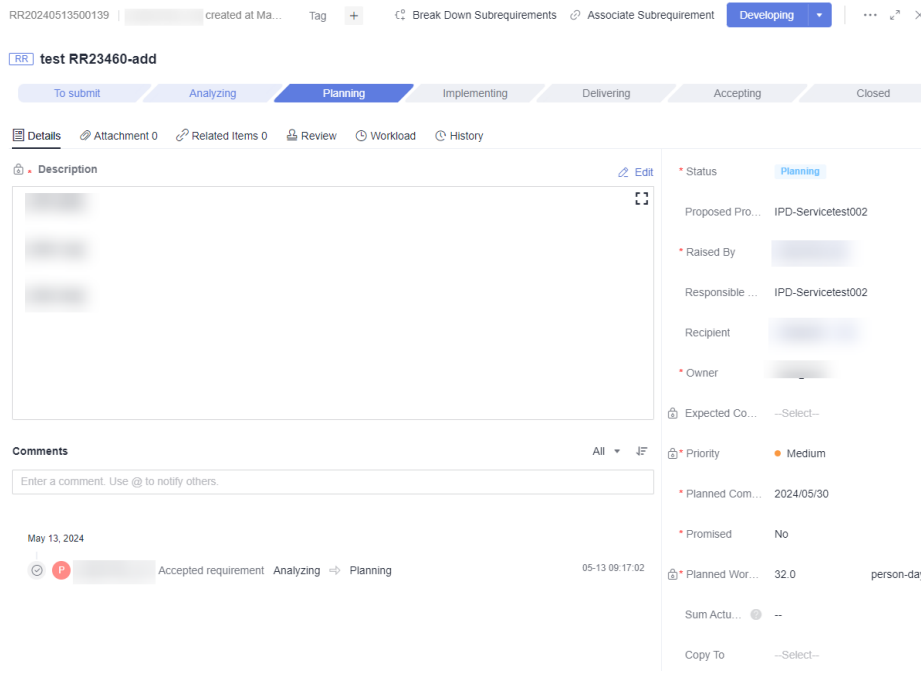 RR20240513500139 created at Ma... Tag + Break Down Subrequirements Associate Subrequirement Developing
RR test RR23460-add
To submit Analyzing Planning Implementing Delivering Accepting Closed
Details Attachment 0 Related Items 0 Review Workload History
* Description Edit
* Status Planning
Proposed Pro... IPD-Servicetest002
* Raised By
Responsible ... IPD-Servicetest002
Recipient
* Owner
Expected Co... --Select--
Comments All
* Priority Medium
Enter a comment. Use @ to notify others.
* Planned Com... 2024/05/30
* Promised No
May 13, 2024
P Accepted requirement Analyzing Planning 05-13 09:17:02
* Planned Wor... 32.0 person-day
Sum Actu... ? --
Copy To --Select--